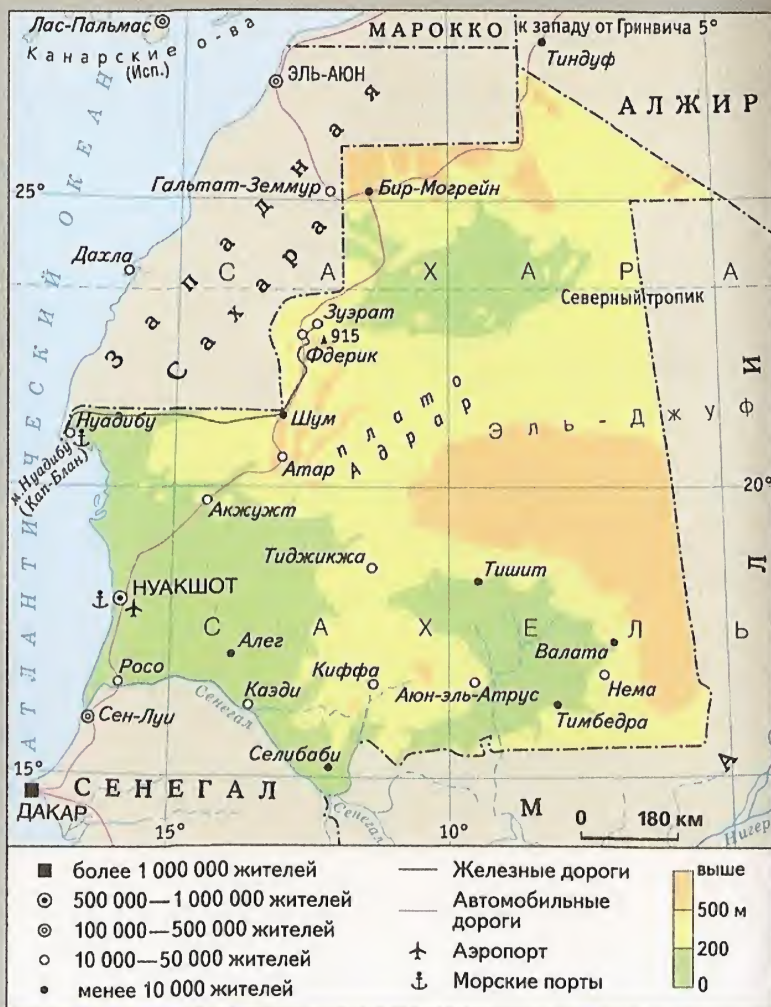 Лас-Пальмас
Канарские о-ва
(Исп.)
МАРОККО
к западу от Гринвича 5°
Тиндуф
ЭЛЬ-АЮН
АЛЖИР
АТЛАНТИЧЕСКИЙ ОКЕАН
Западная
Сахара
Гальтат-Земмур
Бир-Могрейн
25°
Дахла
САХАРА
Северный тропик
Зуэрат
915
Фдерик
Нуадибу
м. Нуадибу
(Кап-Блан)
Шум
плато
Адрар
Эль-Джуф
Атар
Акжужт
20°
Тиджикжа
Тишит
НУАКШОТ
САХЕЛЬ
Алег
Валата
Росо
Каэди
Киффа
Аюн-эль-Атрус
Нема
Тимбедра
Сенегал
Сен-Луи
Селибаби
МАЛИ
15°
СЕНЕГАЛ
ДАКАР
15°
Сенегал
10°
0 180 км
Нигер
более 1 000 000 жителей
500 000—1 000 000 жителей
100 000—500 000 жителей
10 000—50 000 жителей
менее 10 000 жителей
Железные дороги
Автомобильные
дороги
Аэропорт
Морские порты
выше
500 м
200
0